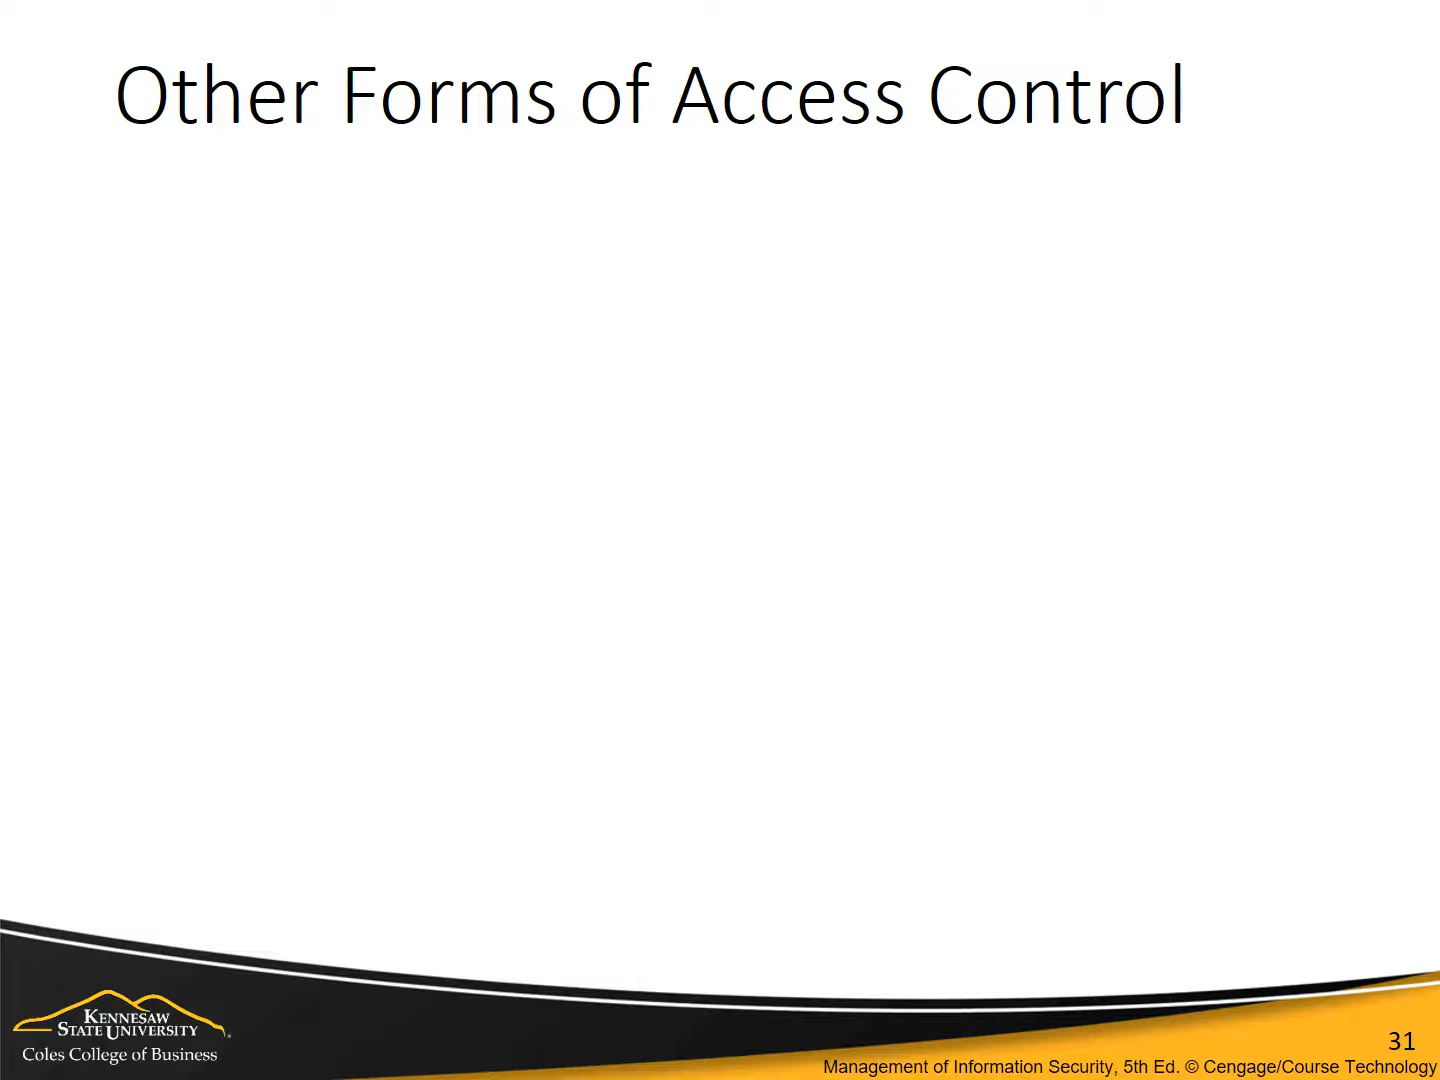 Other Forms of Access Control
KENNESAW
STATE UNIVERSITY
Coles College of Business
31
Management of Information Security, 5th Ed. © Cengage/Course Technology